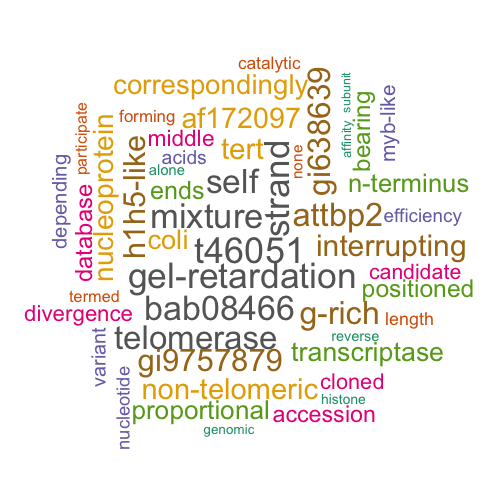 catalytic
correspondingly
participate
forming
af172097
gi638639
affinity
subunit
bearing
myb-like
depending
database
nucleoprotein
h1h5-like
middle
tert
acids
alone
self
strand
none
ends
n-terminus
mixture
attbp2
efficiency
coli
t46051
interrupting
gel-retardation
candidate
positioned
termed
bab08466
g-rich
length
divergence
telomerase
reverse
variant
gi9757879
transcriptase
non-telomeric
cloned
histone
nucleotide
proportional
accession
genomic